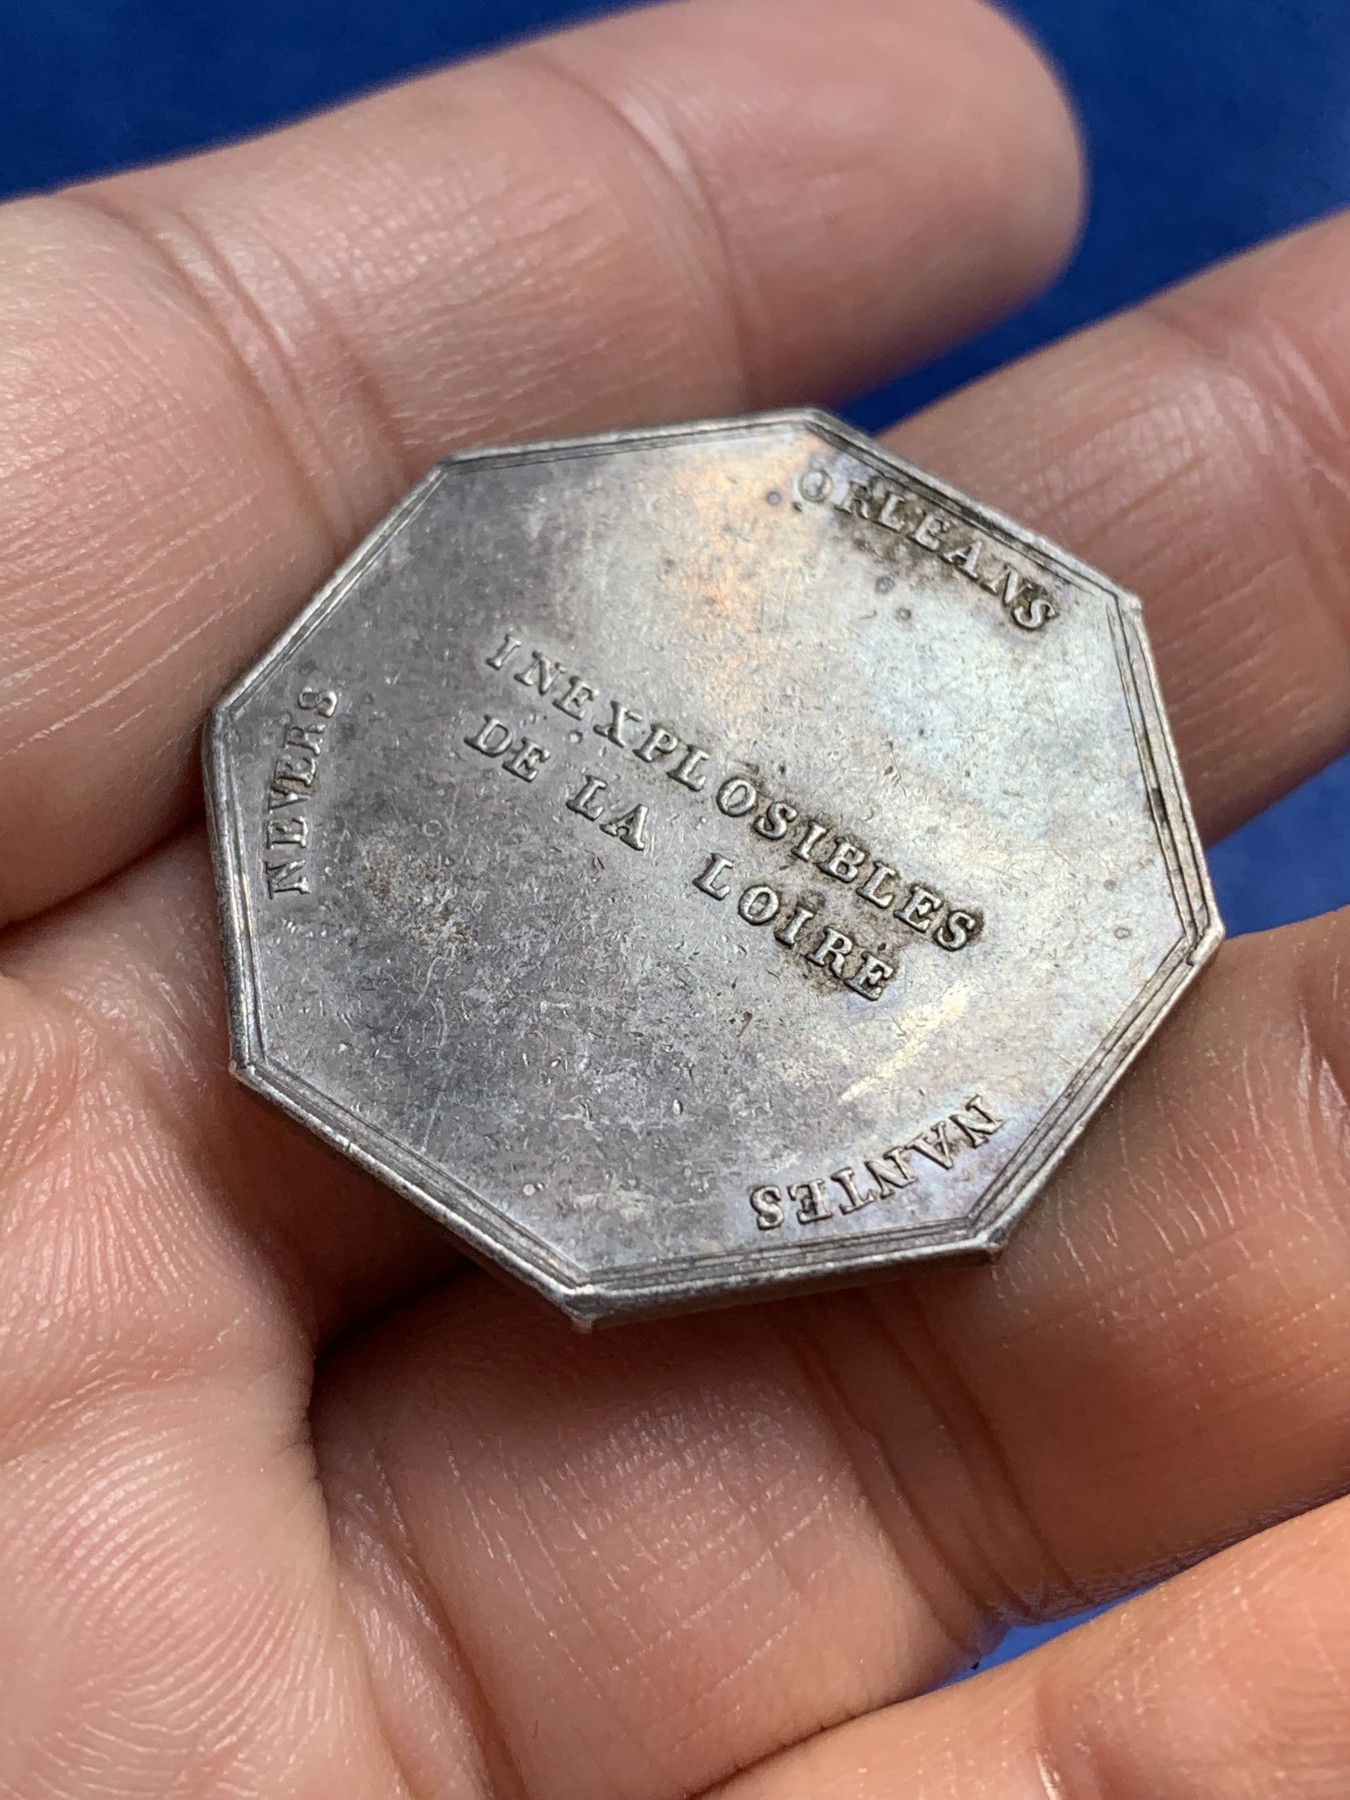 ORLEANS
NEVERS
INEXPLOSIBLES
DE LA LOIRE
NANTES